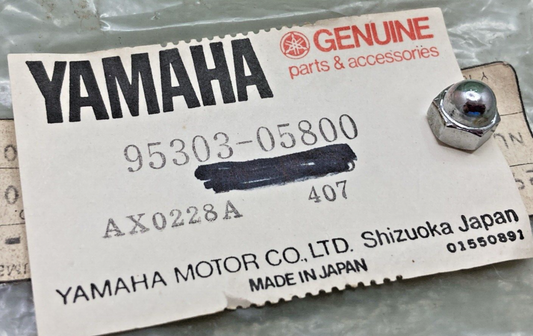 YAMAHA
GENUINE
parts & accessories
95303-05800
AX0228A 407
YAMAHA MOTOR CO., LTD. Shizuoka Japan
MADE IN JAPAN
01550891